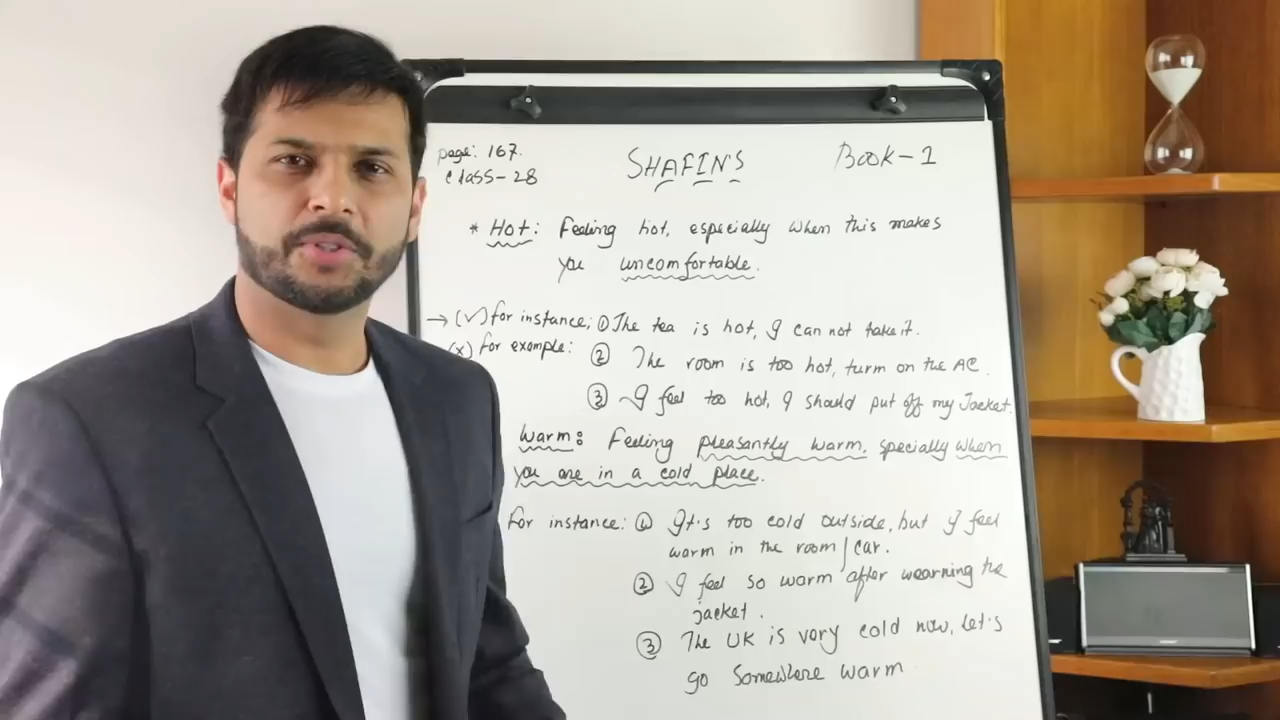 page: 167.
Class-28
SHAFIN'S
Book-1
* Hot: Feeling hot, especially when this makes
you uncomfortable.
→ (✓) for instance: ① The tea is hot, I can not take it.
(x) for example: ② The room is too hot, turm on the AC.
③ I feel too hot, I should put off my Jacket.
Warm: Feeling pleasantly warm, specially when
you are in a cold place.
For instance: ① It's too cold outside, but I feel
warm in the room/car.
② I feel so warm after wearning the
jacket.
③ The UK is very cold now, Let's
go Somewhere warm